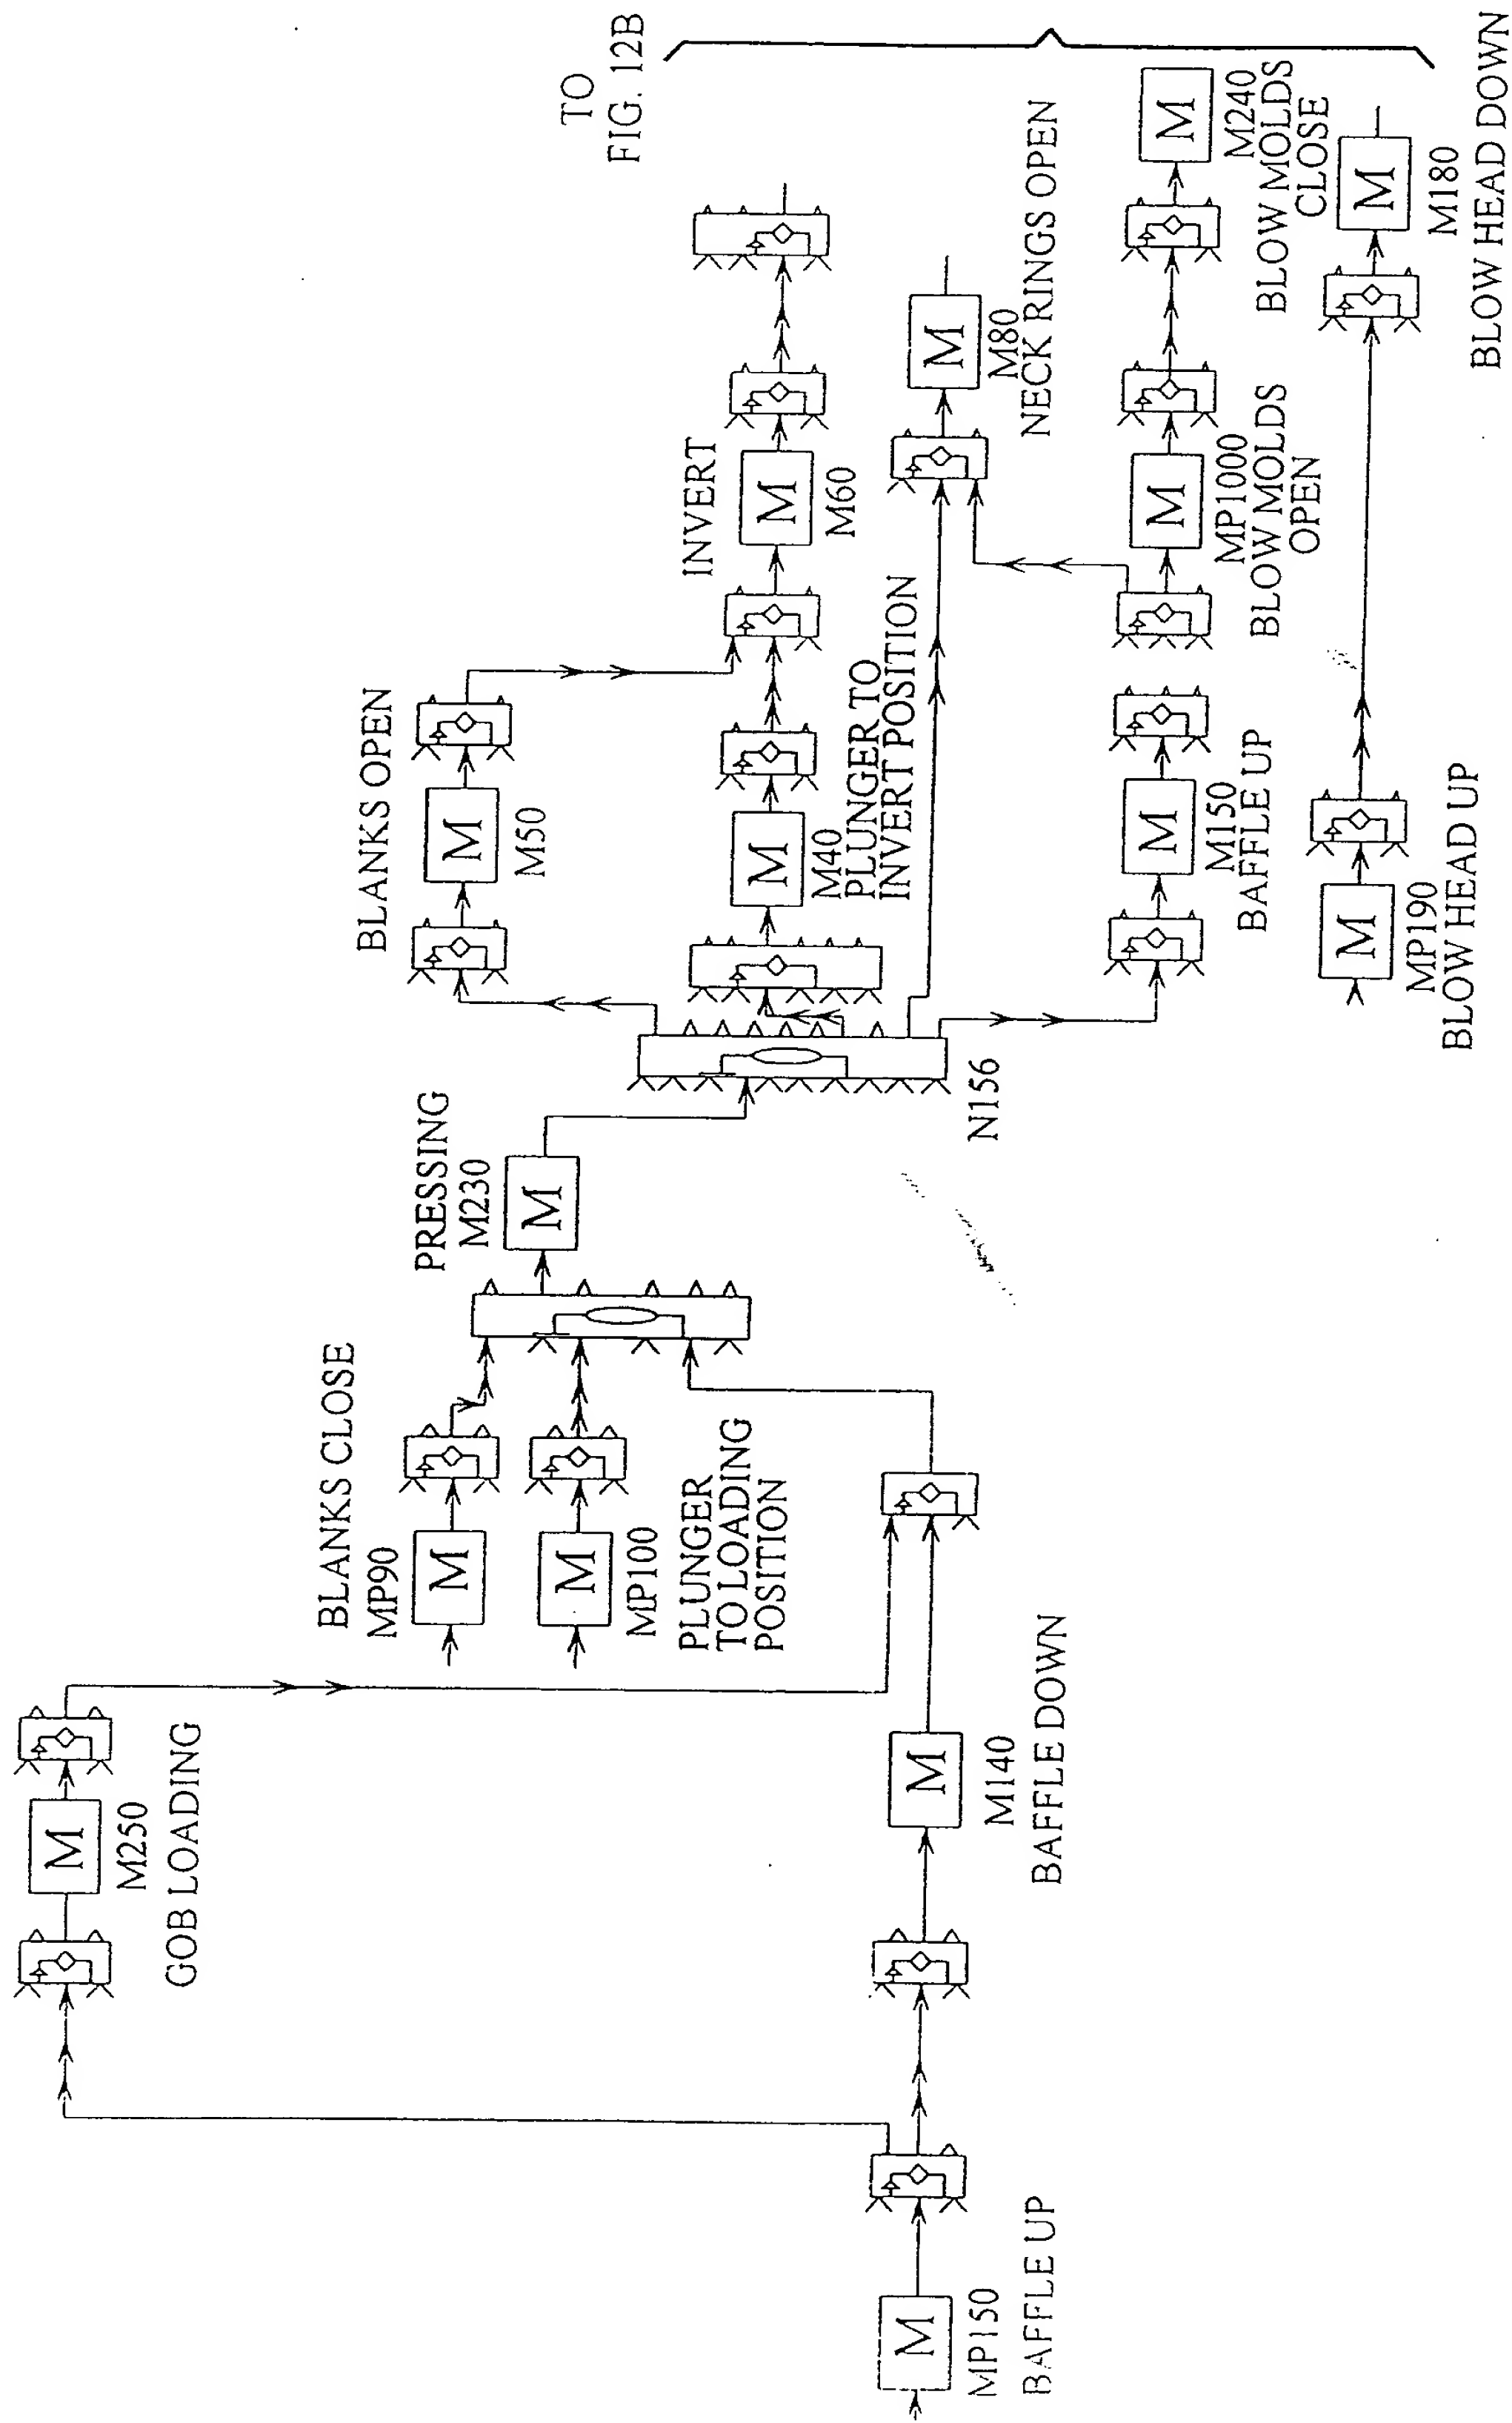 TO
FIG. 12B
BLANKS OPEN
M
M50
INVERT
M
M60
M
M40
PLUNGER TO
INVERT POSITION
M
M80
NECK RINGS OPEN
M
MP1000
BLOW MOLDS
OPEN
M
M240
BLOW MOLDS
CLOSE
M
M150
BAFFLE UP
M
MP190
BLOW HEAD UP
M
M180
BLOW HEAD DOWN
N156
PRESSING
M230
M
BLANKS CLOSE
MP90
M
M
MP100
PLUNGER
TO LOADING
POSITION
M
M250
GOB LOADING
M
M140
BAFFLE DOWN
M
MP150
BAFFLE UP